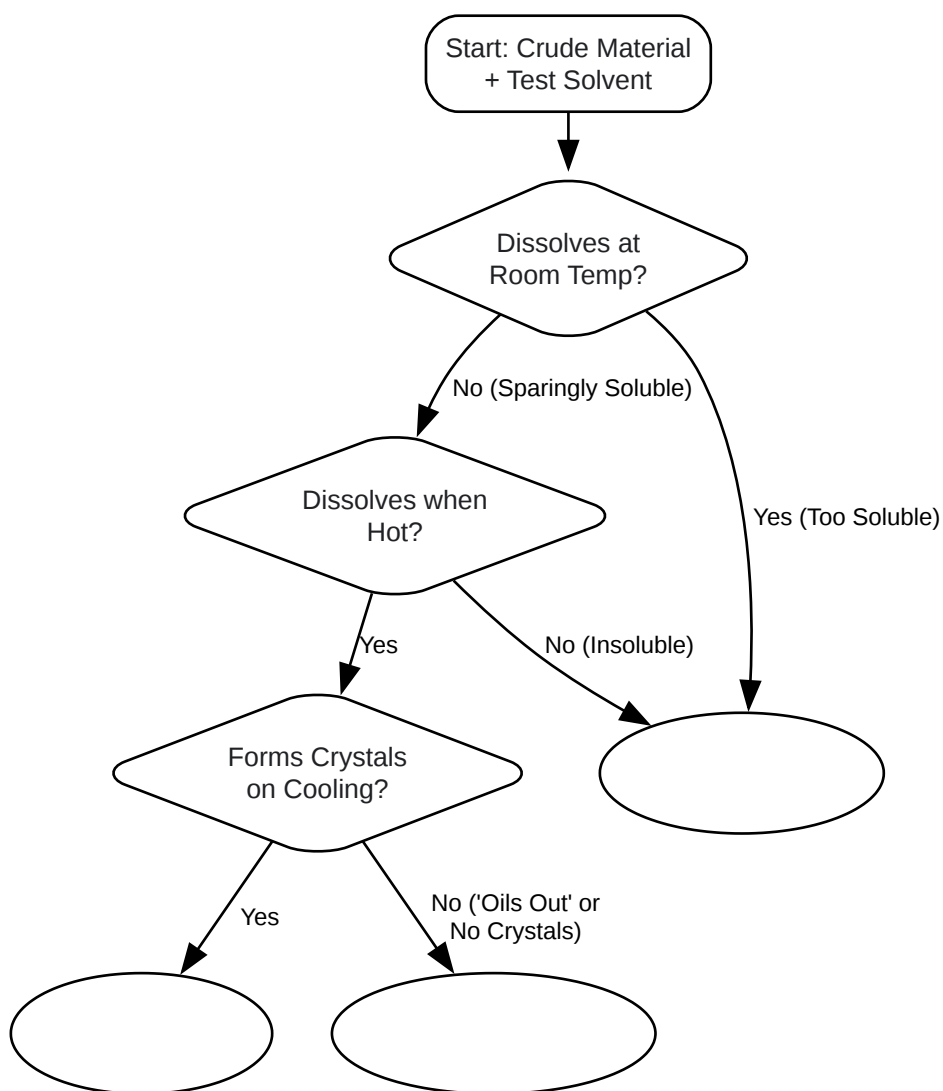 Start: Crude Material
+ Test Solvent
Dissolves at
Room Temp?
No (Sparingly Soluble)
Dissolves when
Hot?
Yes (Too Soluble)
Yes
No (Insoluble)
Forms Crystals
on Cooling?
Yes
No ('Oils Out' or
No Crystals)